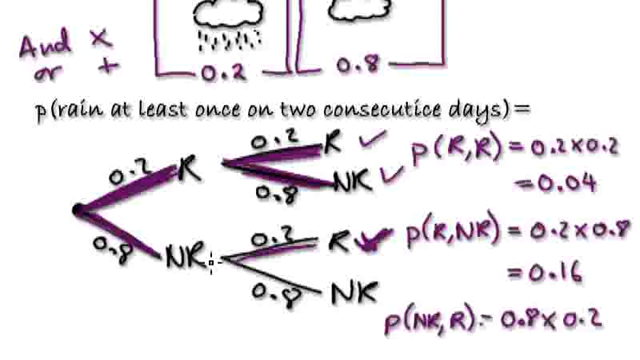 And ×
or +
0.2 0.8
p(rain at least once on two consecutice days) =
0.2 R
0.2 R ✓
0.8 NR ✓
0.8 NR
0.2 R ✓
0.8 NR
p(R,R) = 0.2×0.2
=0.04
p(R,NR) = 0.2×0.8
=0.16
p(NR,R) = 0.8×0.2